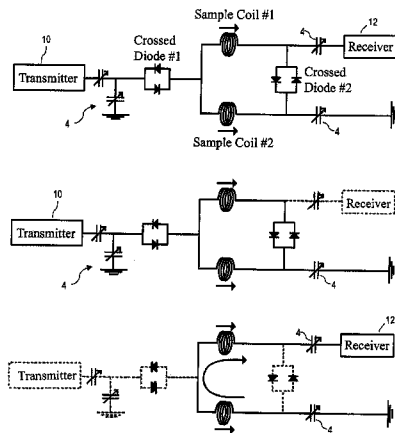 Sample Coil #1
12
4
10
Crossed
Diode #1
Receiver
Transmitter
Crossed
Diode #2
4
Sample Coil #2
4
10
Receiver
Transmitter
4
4
12
4
Receiver
Transmitter
4